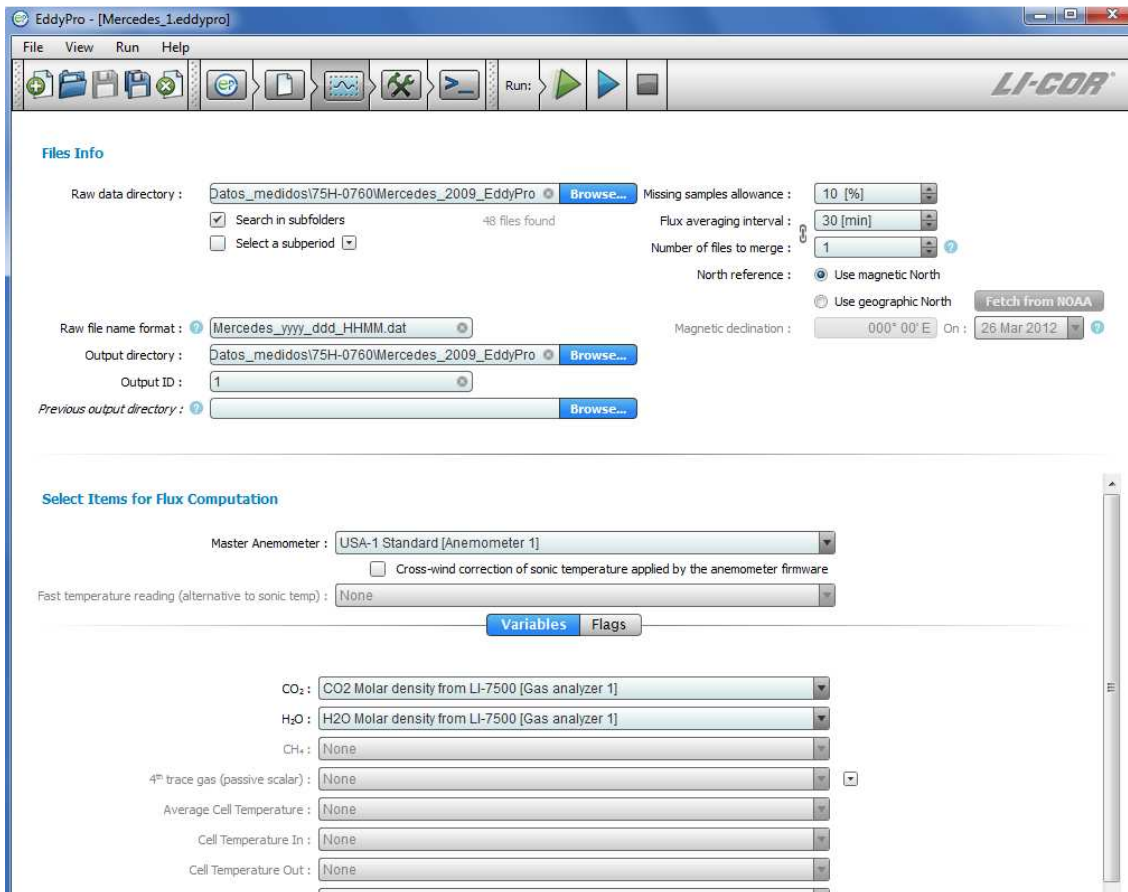 EddyPro - [Mercedes_1.eddypro]
File View Run Help
Run: LI-COR®
Files Info
Raw data directory : Datos_medidos\75H-0760\Mercedes_2009_EddyPro Browse... Missing samples allowance : 10 [%]
Search in subfolders 48 files found Flux averaging interval : 30 [min]
Select a subperiod Number of files to merge : 1 ?
North reference : Use magnetic North
Use geographic North Fetch from NOAA
Raw file name format : ? Mercedes_yyyy_ddd_HHMM.dat Magnetic declination : 000° 00' E On : 26 Mar 2012 ?
Output directory : Datos_medidos\75H-0760\Mercedes_2009_EddyPro Browse...
Output ID : 1
Previous output directory : ? Browse...
Select Items for Flux Computation
Master Anemometer : USA-1 Standard [Anemometer 1]
Cross-wind correction of sonic temperature applied by the anemometer firmware
Fast temperature reading (alternative to sonic temp) : None
Variables Flags
CO₂ : CO2 Molar density from LI-7500 [Gas analyzer 1]
H₂O : H2O Molar density from LI-7500 [Gas analyzer 1]
CH₄ : None
4ᵗʰ trace gas (passive scalar) : None
Average Cell Temperature : None
Cell Temperature In : None
Cell Temperature Out : None